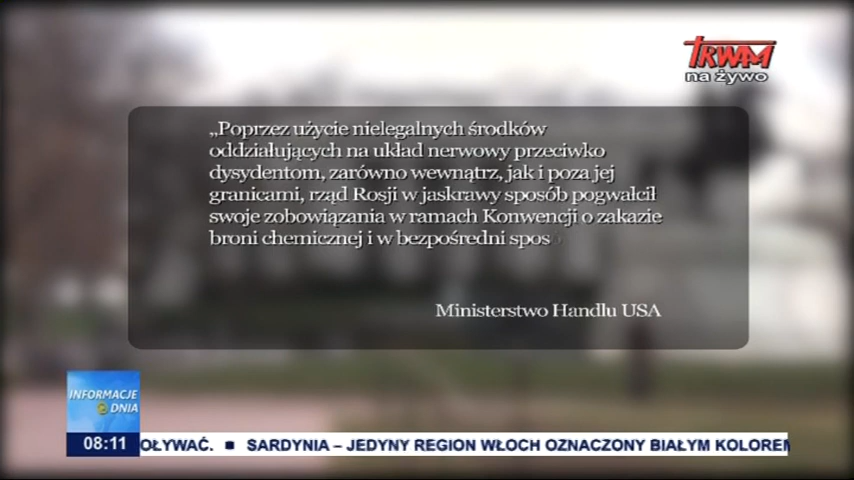 TRWAM
na żywo
„Poprzez użycie nielegalnych środków
oddziałujących na układ nerwowy przeciwko
dysydentom, zarówno wewnątrz, jak i poza jej
granicami, rząd Rosji w jaskrawy sposób pogwałcił
swoje zobowiązania w ramach Konwencji o zakazie
broni chemicznej i w bezpośredni spos
Ministerstwo Handlu USA
INFORMACJE
DNIA
08:11 OŁYWAĆ. ■ SARDYNIA – JEDYNY REGION WŁOCH OZNACZONY BIAŁYM KOLOREM